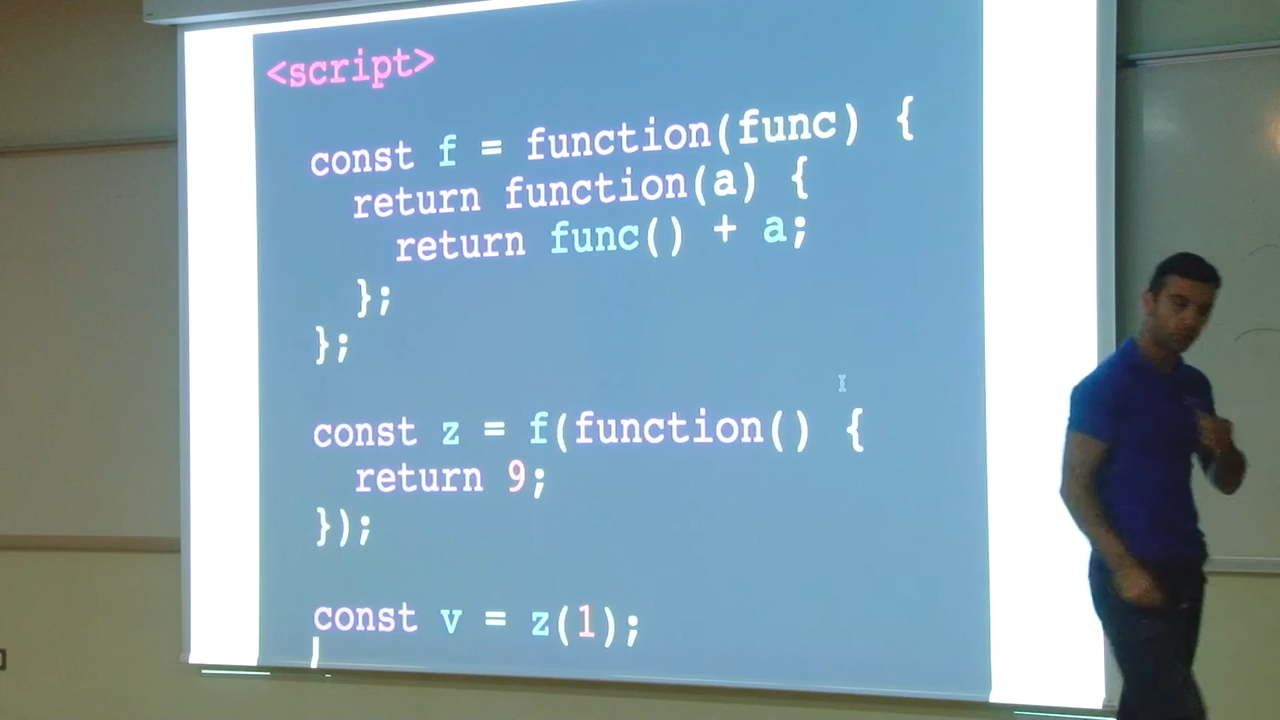 <script>
const f = function(func) {
return function(a) {
return func() + a;
};
};
const z = f(function() {
return 9;
});
const v = z(1);